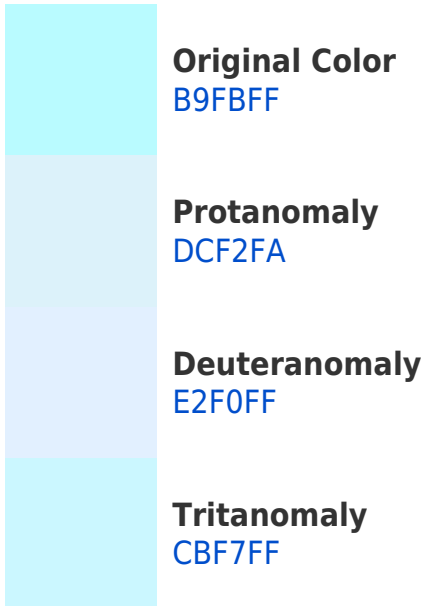 Original Color
B9FBFF
Protanomaly
DCF2FA
Deuteranomaly
E2F0FF
Tritanomaly
CBF7FF